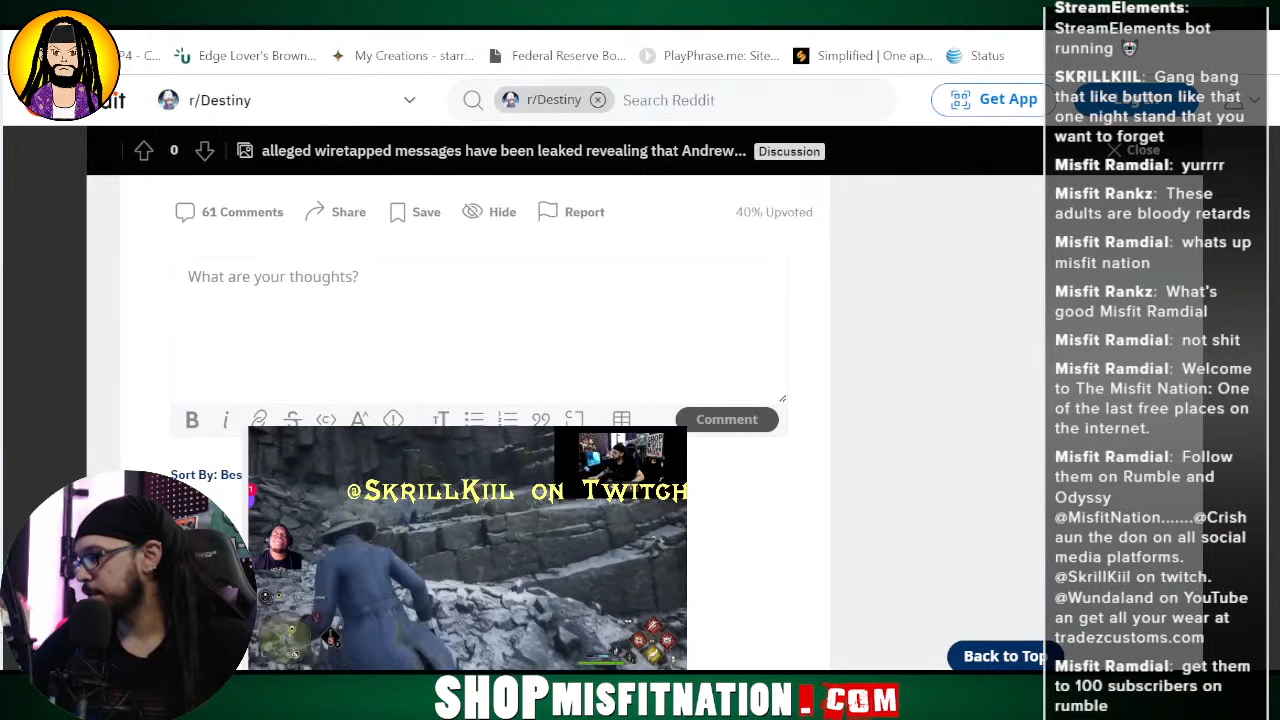 P4 - C...
Edge Lover's Brown...
My Creations - starr...
Federal Reserve Bo...
PlayPhrase.me: Site...
Simplified | One ap...
Status
r/Destiny
r/Destiny
Search Reddit
Get App
0
alleged wiretapped messages have been leaked revealing that Andrew...
Discussion
Close
61 Comments
Share
Save
Hide
Report
40% Upvoted
What are your thoughts?
B
i
Comment
Sort By: Bes
@SkrillKiil on Twitch
Back to Top
SHOPMISFITNATION.COM
StreamElements:
StreamElements bot
running
SKRILLKIIL: Gang bang
that like button like that
one night stand that you
want to forget
Misfit Ramdial: yurrrr
Misfit Rankz: These
adults are bloody retards
Misfit Ramdial: whats up
misfit nation
Misfit Rankz: What's
good Misfit Ramdial
Misfit Ramdial: not shit
Misfit Ramdial: Welcome
to The Misfit Nation: One
of the last free places on
the internet.
Misfit Ramdial: Follow
them on Rumble and
Odyssy
@MisfitNation.......@Crish
aun the don on all social
media platforms.
@SkrillKiil on twitch.
@Wundaland on YouTube
an get all your wear at
tradezcustoms.com
Misfit Ramdial: get them
to 100 subscribers on
rumble